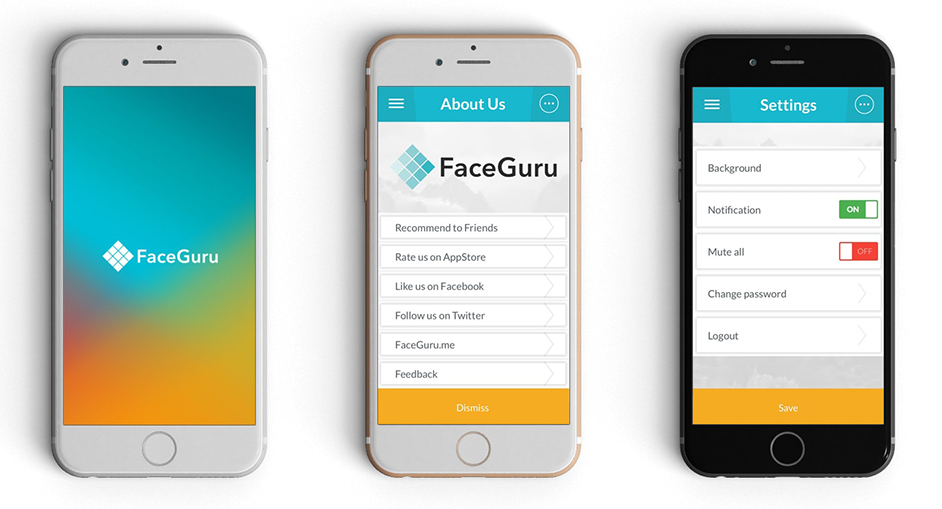 FaceGuru
About Us
FaceGuru
Recommend to Friends
Rate us on AppStore
Like us on Facebook
Follow us on Twitter
FaceGuru.me
Feedback
Dismiss
Settings
Background
Notification
ON
Mute all
OFF
Change password
Logout
Save